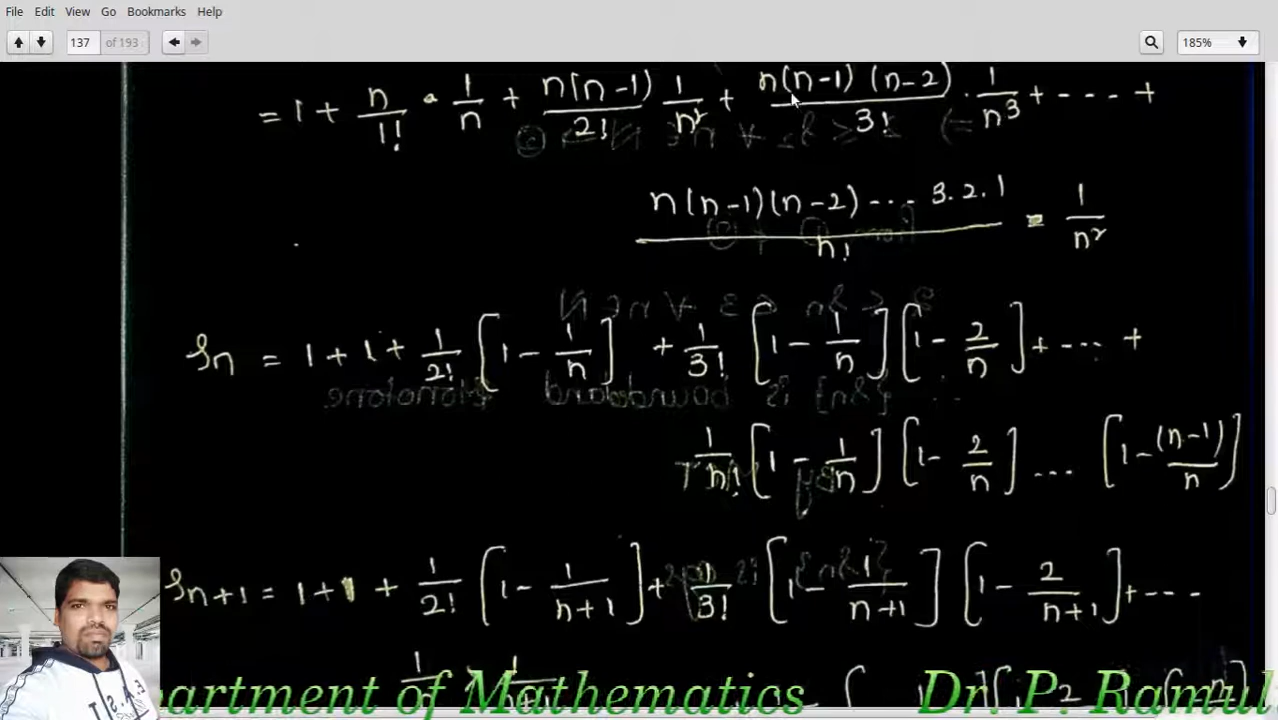 File Edit View Go Bookmarks Help
137 of 193 185%
= 1 + n/1! · 1/n + n(n-1)/2! 1/n² + n(n-1)(n-2)/3! · 1/n³ + ---- +
n(n-1)(n-2)---- 3.2.1/n! = 1/nʳ
Sn = 1+1+ 1/2! [1 - 1/n] + 1/3! [1 - 1/n][1 - 2/n] + --- +
1/n! [1 - 1/n][1 - 2/n] .... [1 - (n-1)/n]
Sn+1 = 1+1 + 1/2! [1 - 1/n+1] + 1/3! [1 - 1/n+1][1 - 2/n+1] + ---
partment of Mathematics Dr. P. Ramul